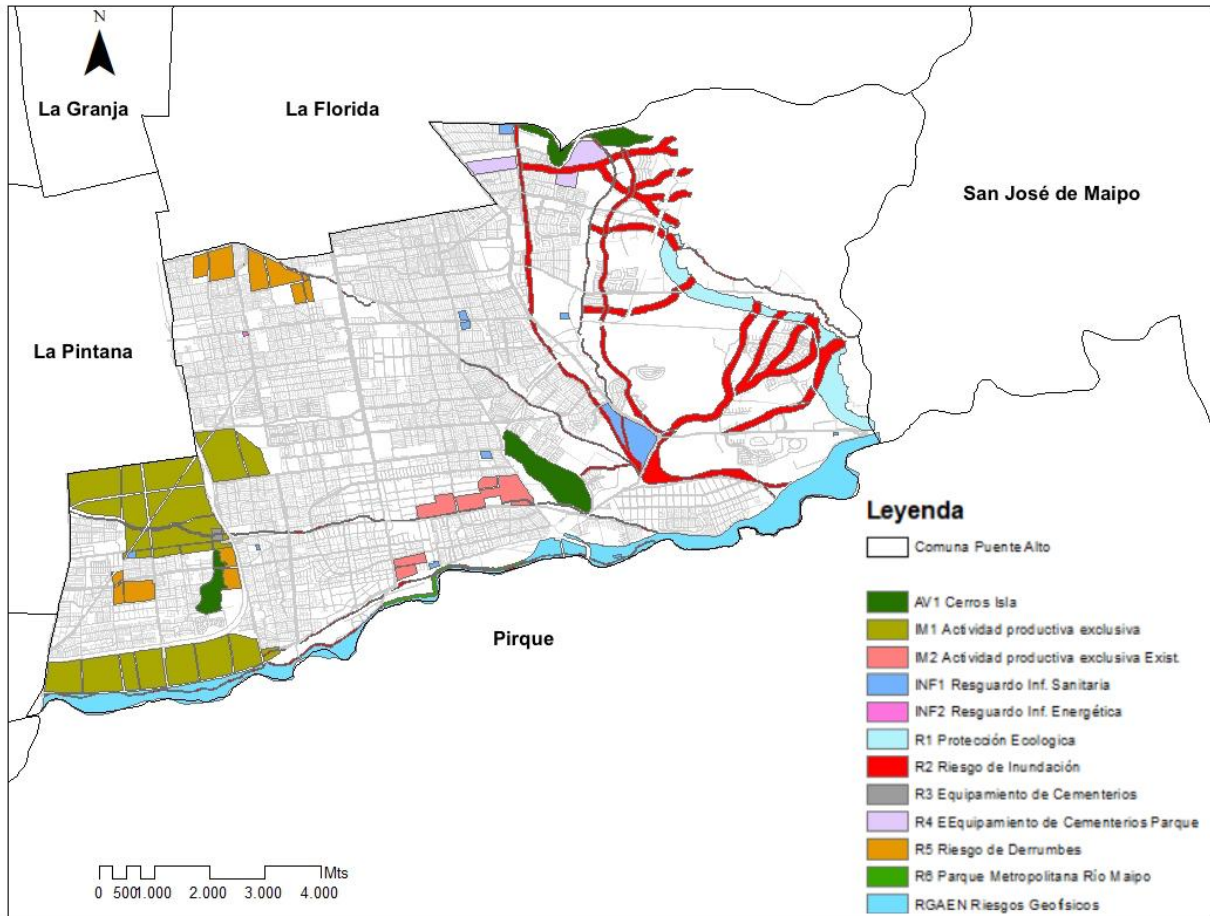 N
La Granja
La Florida
San José de Maipo
La Pintana
Pirque
Leyenda
Comuna Puente Alto
AV1 Cerros Isla
IM1 Actividad productiva exclusiva
IM2 Actividad productiva exclusiva Exist.
INF1 Resguardo Inf. Sanitaria
INF2 Resguardo Inf. Energética
R1 Protección Ecologica
R2 Riesgo de Inundación
R3 Equipamiento de Cementerios
R4 EEquipamiento de Cementerios Parque
R5 Riesgo de Derrumbes
R6 Parque Metropolitana Río Maipo
RGAEN Riesgos Geofsicos
Mts
0 500 1.000 2.000 3.000 4.000